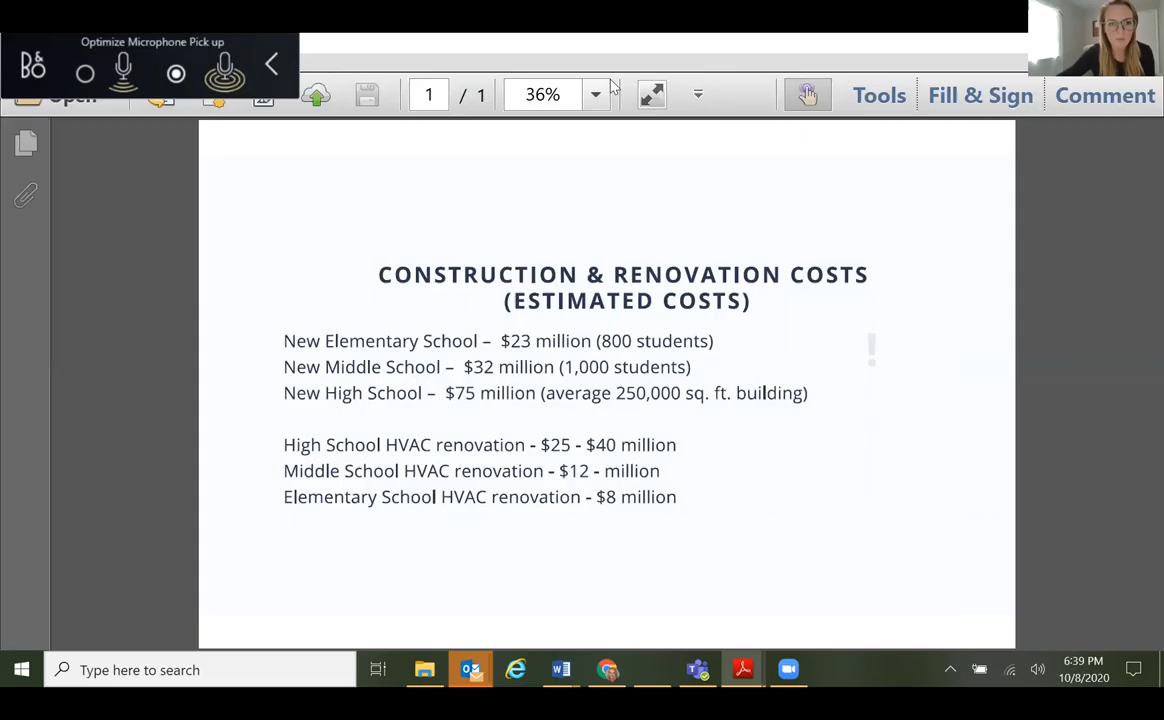 Optimize Microphone Pick up
B&O
1 / 1
36%
Tools
Fill & Sign
Comment
CONSTRUCTION & RENOVATION COSTS
(ESTIMATED COSTS)
New Elementary School – $23 million (800 students)
New Middle School – $32 million (1,000 students)
New High School – $75 million (average 250,000 sq. ft. building)
!
High School HVAC renovation - $25 - $40 million
Middle School HVAC renovation - $12 - million
Elementary School HVAC renovation - $8 million
Type here to search
6:39 PM
10/8/2020